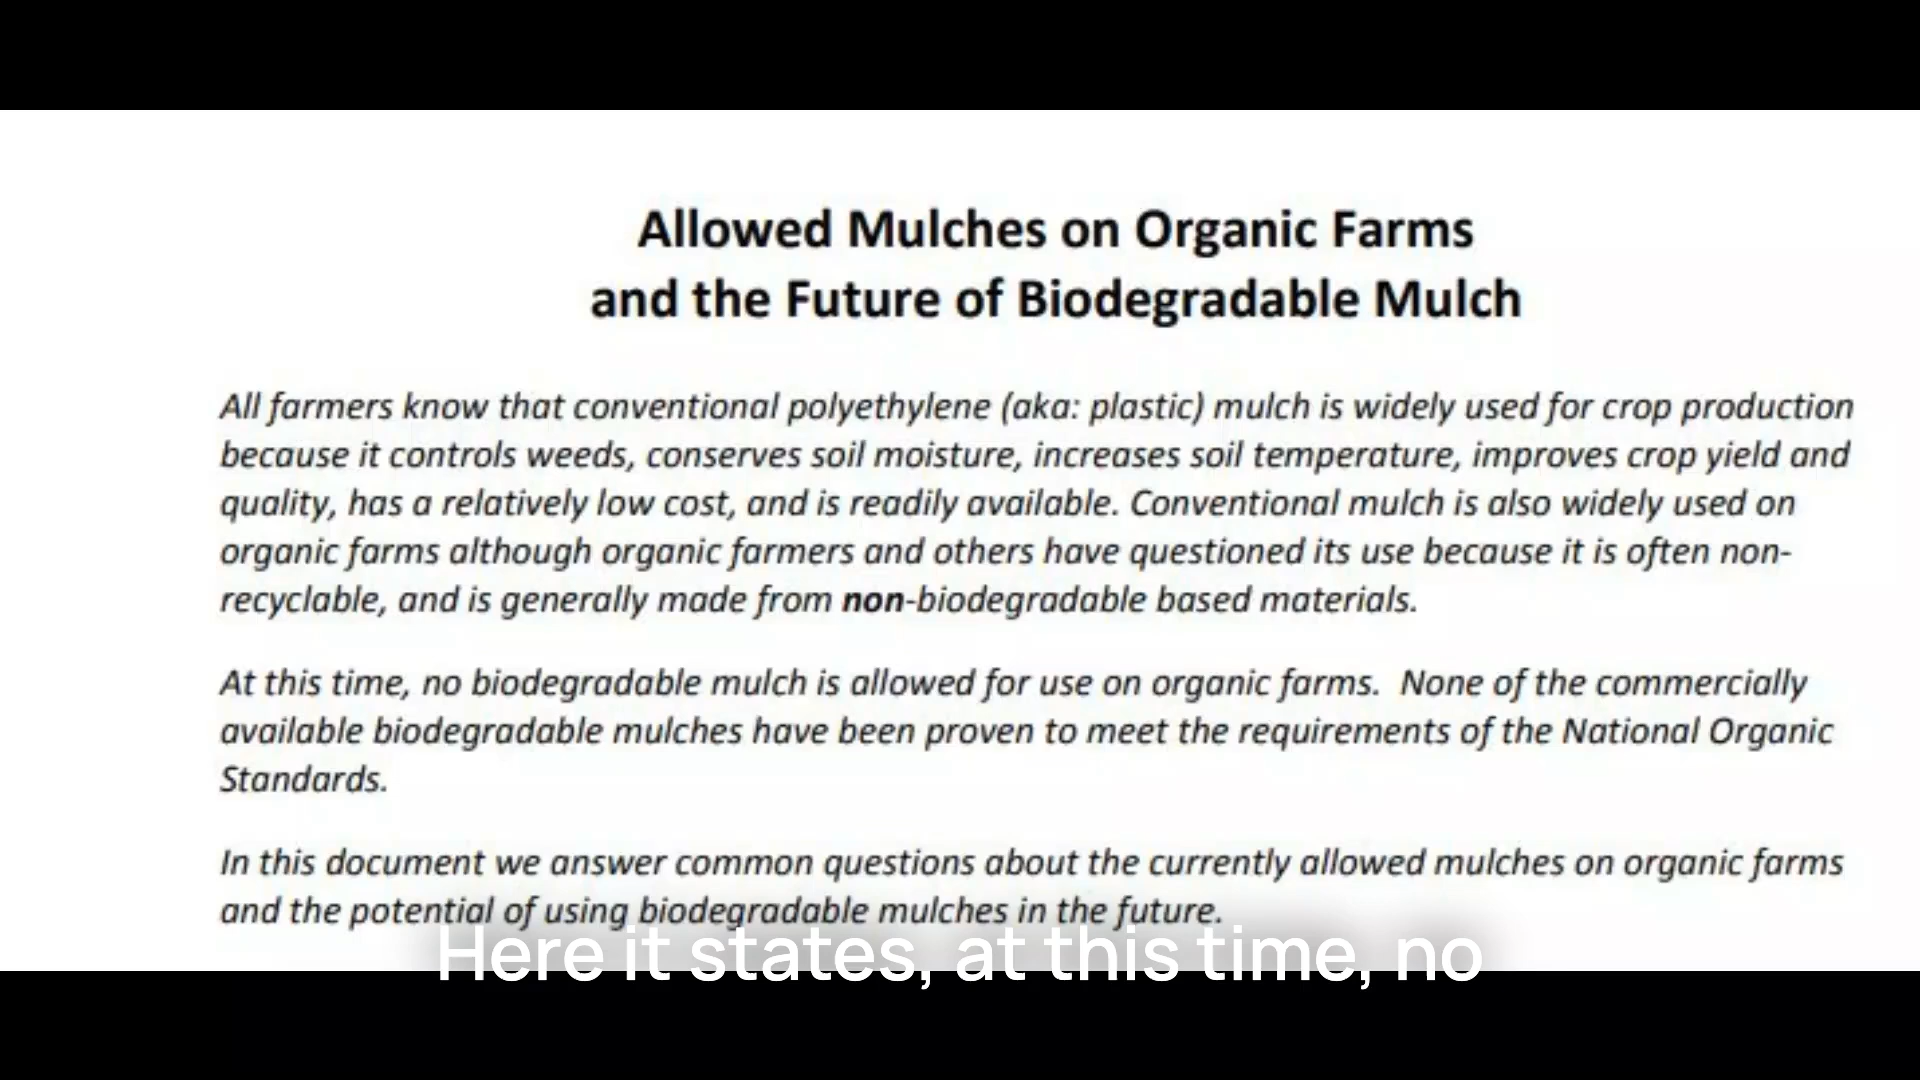 Allowed Mulches on Organic Farms
and the Future of Biodegradable Mulch
All farmers know that conventional polyethylene (aka: plastic) mulch is widely used for crop production
because it controls weeds, conserves soil moisture, increases soil temperature, improves crop yield and
quality, has a relatively low cost, and is readily available. Conventional mulch is also widely used on
organic farms although organic farmers and others have questioned its use because it is often non-
recyclable, and is generally made from non-biodegradable based materials.
At this time, no biodegradable mulch is allowed for use on organic farms.  None of the commercially
available biodegradable mulches have been proven to meet the requirements of the National Organic
Standards.
In this document we answer common questions about the currently allowed mulches on organic farms
and the potential of using biodegradable mulches in the future.
Here it states, at this time, no